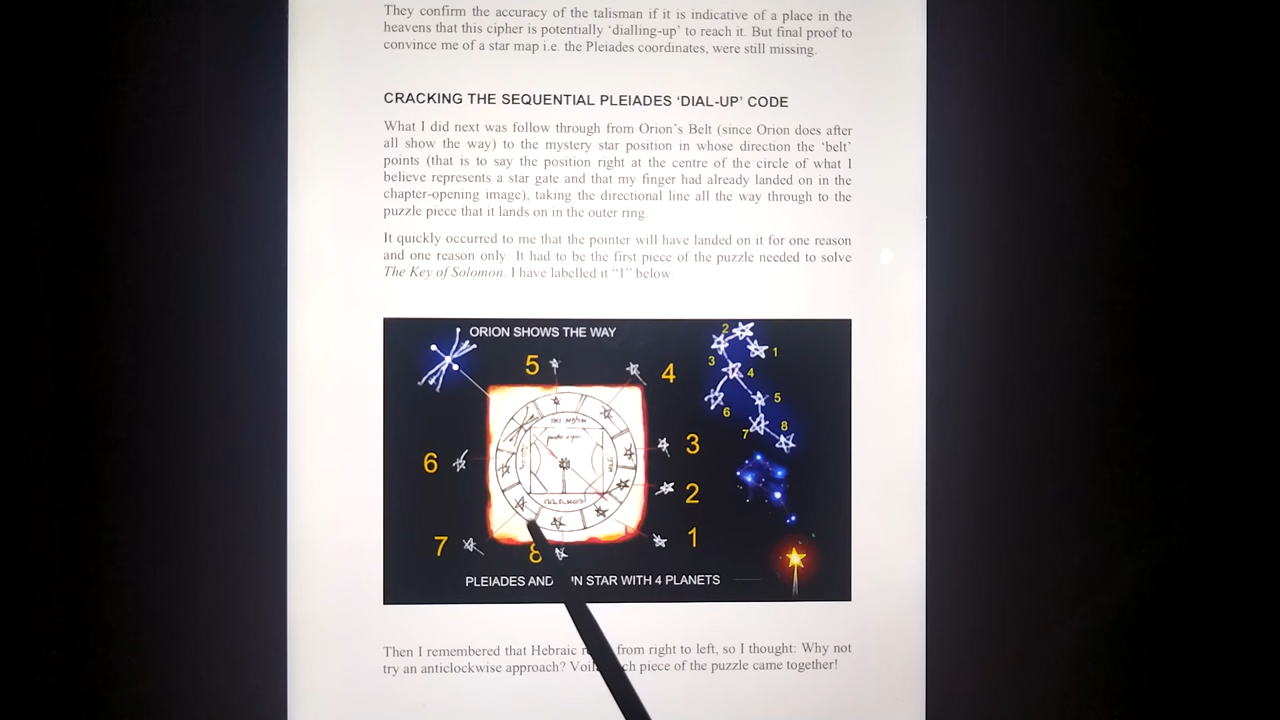 They confirm the accuracy of the talisman if it is indicative of a place in the
heavens that this cipher is potentially ‘dialling-up’ to reach it. But final proof to
convince me of a star map i.e. the Pleiades coordinates, were still missing.
CRACKING THE SEQUENTIAL PLEIADES ‘DIAL-UP’ CODE
What I did next was follow through from Orion’s Belt (since Orion does after
all show the way) to the mystery star position in whose direction the ‘belt’
points (that is to say the position right at the centre of the circle of what I
believe represents a star gate and that my finger had already landed on in the
chapter-opening image), taking the directional line all the way through to the
puzzle piece that it lands on in the outer ring.
It quickly occurred to me that the pointer will have landed on it for one reason
and one reason only: It had to be the first piece of the puzzle needed to solve
The Key of Solomon. I have labelled it “1” below.
ORION SHOWS THE WAY
5
4
3
6
2
1
7
8
2
1
3
4
5
6
7
8
PLEIADES AND STAR WITH 4 PLANETS
Then I remembered that Hebraic from right to left, so I thought: Why not
try an anticlockwise approach? piece of the puzzle came together!